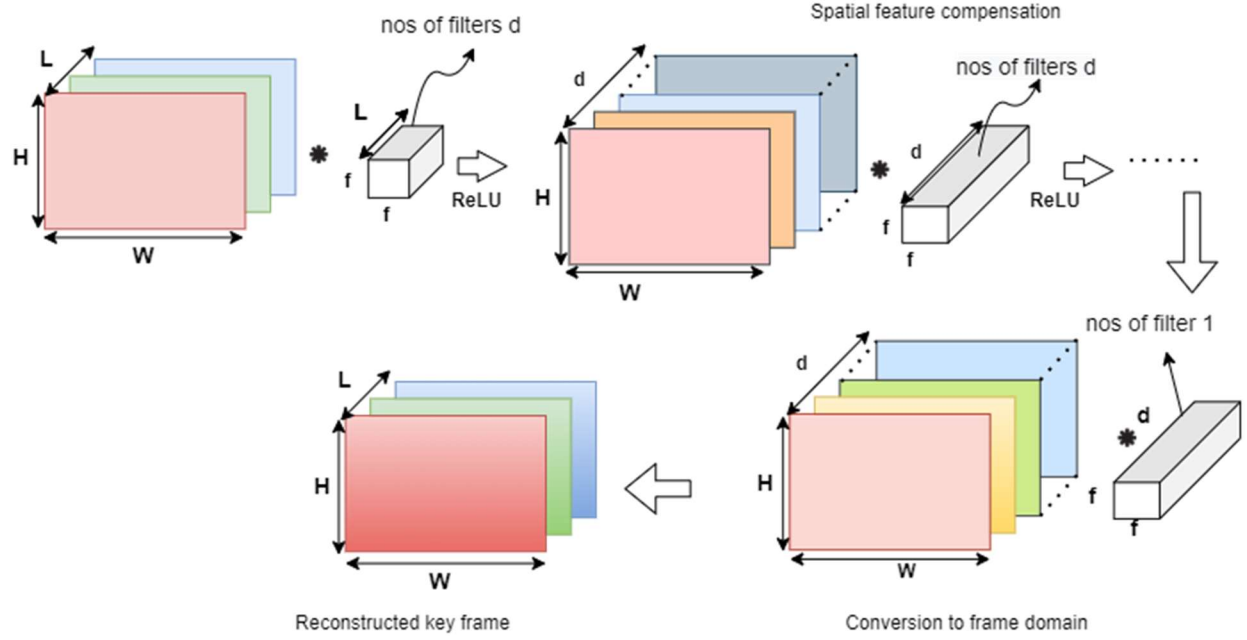 Spatial feature compensation
nos of filters d
L
H
W
L
f
f
ReLU
d
H
W
nos of filters d
d
f
f
ReLU
nos of filter 1
d
H
W
d
f
f
L
H
W
Reconstructed key frame
Conversion to frame domain